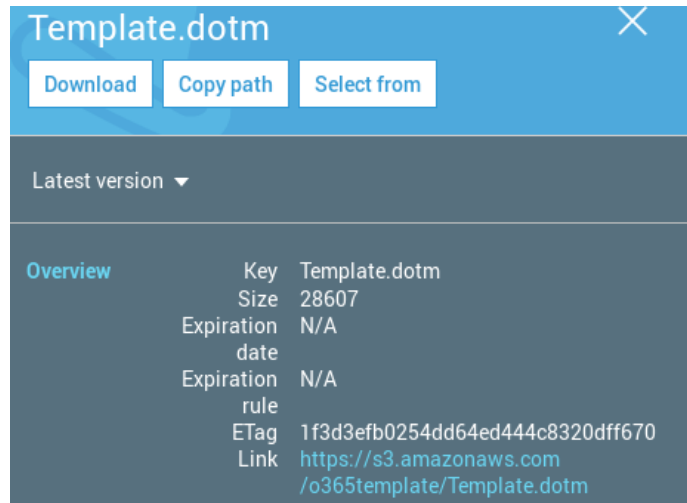 Template.dotm
Download Copy path Select from
Latest version
Overview Key Template.dotm
Size 28607
Expiration N/A
date
Expiration N/A
rule
ETag 1f3d3efb0254dd64ed444c8320dff670
Link https://s3.amazonaws.com
/o365template/Template.dotm